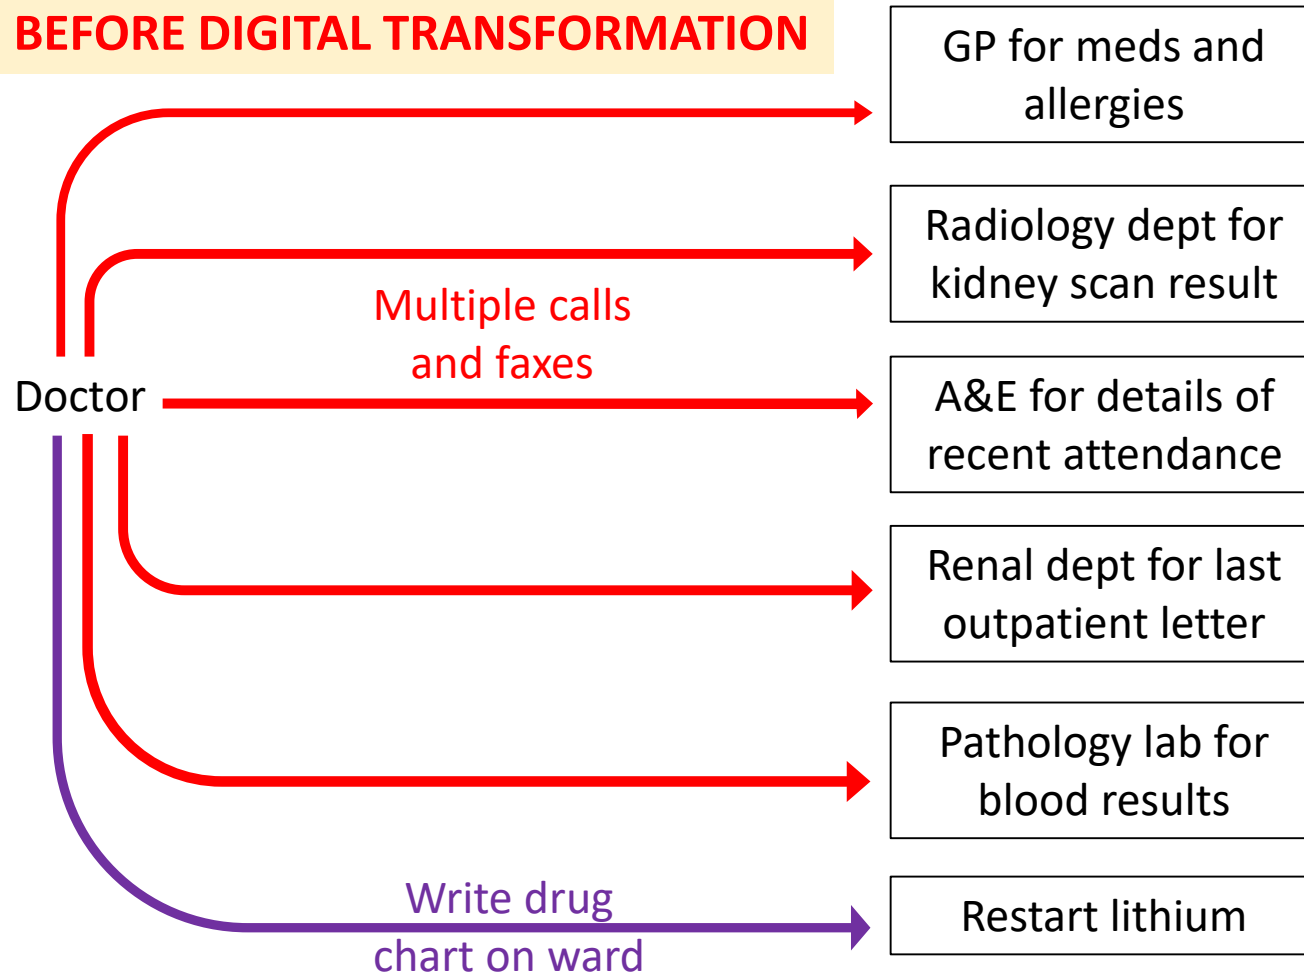 BEFORE DIGITAL TRANSFORMATION
GP for meds and
allergies
Radiology dept for
kidney scan result
Multiple calls
and faxes
Doctor
A&E for details of
recent attendance
Renal dept for last
outpatient letter
Pathology lab for
blood results
Write drug
chart on ward
Restart lithium